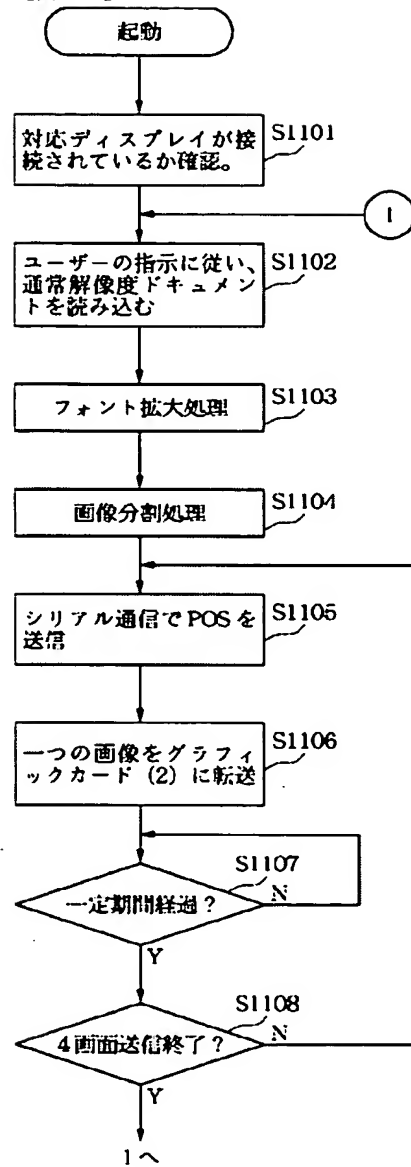 起動
対応ディスプレイが接
続されているか確認。
S1101
1
ユーザーの指示に従い、
通常解像度ドキュメン
トを読み込む
S1102
フォント拡大処理
S1103
画像分割処理
S1104
シリアル通信でPOSを
送信
S1105
一つの画像をグラフィ
ックカード(2)に転送
S1106
一定期間経過?
S1107
N
Y
4画面送信終了?
S1108
N
Y
1へ